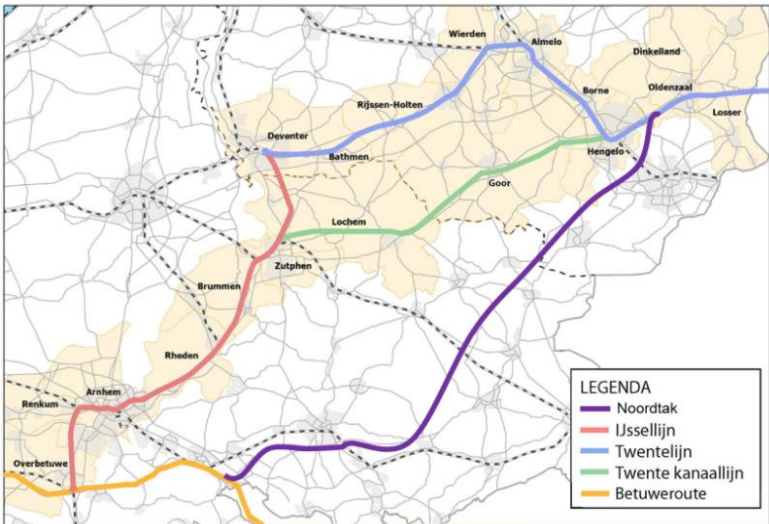 Wierden
Almelo
Dinkelland
Rijssen-Holten
Borne
Oldenzaal
Losser
Deventer
Bathmen
Hengelo
Goor
Lochem
Zutphen
Brummen
Rheden
Arnhem
Renkum
Overbetuwe
LEGENDA
Noordtak
IJssellijn
Twentelijn
Twente kanaallijn
Betuweroute